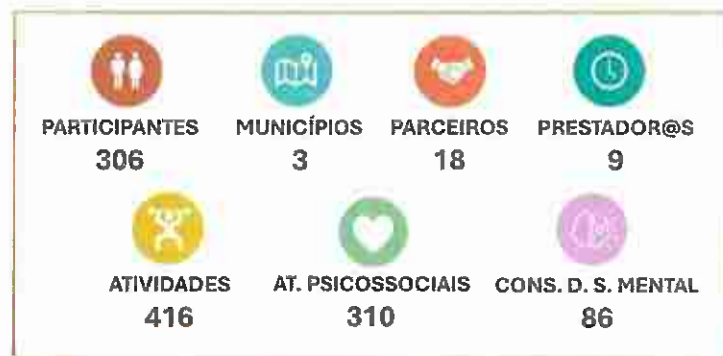 PARTICIPANTES MUNICÍPIOS PARCEIROS PRESTADOR@S
306 3 18 9
ATIVIDADES AT. PSICOSSOCIAIS CONS. D. S. MENTAL
416 310 86